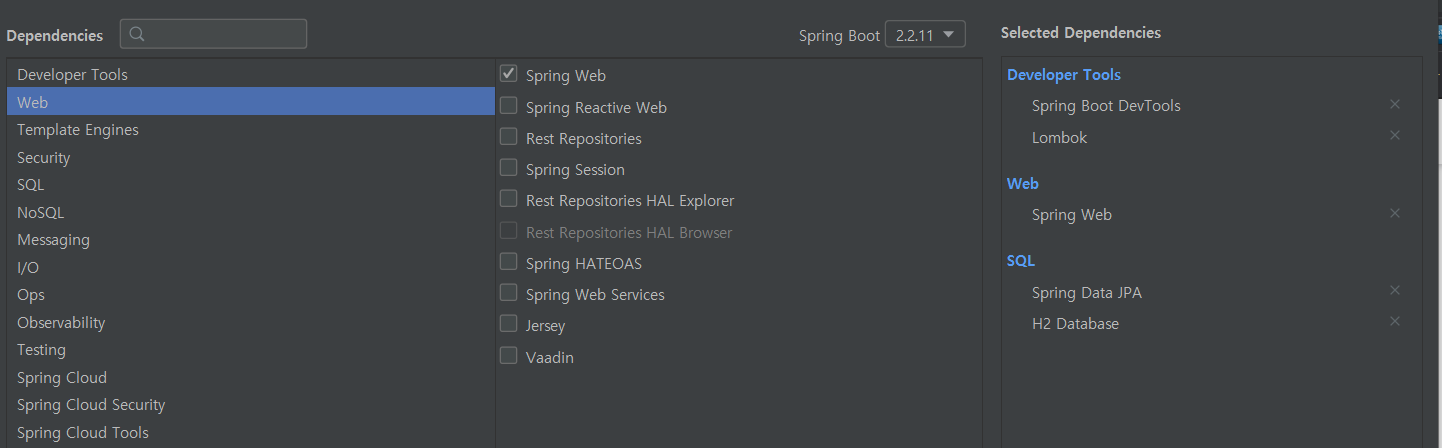 Dependencies
Spring Boot 2.2.11
Developer Tools
Web
Template Engines
Security
SQL
NoSQL
Messaging
I/O
Ops
Observability
Testing
Spring Cloud
Spring Cloud Security
Spring Cloud Tools
Spring Web
Spring Reactive Web
Rest Repositories
Spring Session
Rest Repositories HAL Explorer
Rest Repositories HAL Browser
Spring HATEOAS
Spring Web Services
Jersey
Vaadin
Selected Dependencies
Developer Tools
Spring Boot DevTools
Lombok
Web
Spring Web
SQL
Spring Data JPA
H2 Database